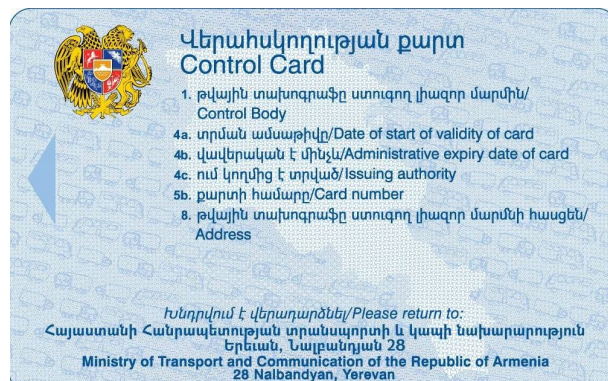 Վերահսկողության քարտ
Control Card
1. թվային տախոգրաֆը ստուգող լիազոր մարմին/
Control Body
4a. տրման ամսաթիվը/Date of start of validity of card
4b. վավերական է մինչև/Administrative expiry date of card
4c. ում կողմից է տրված/Issuing authority
5b. քարտի համարը/Card number
8. թվային տախոգրաֆը ստուգող լիազոր մարմնի հասցեն/
Address
Խնդրվում է վերադարձնել/Please return to:
Հայաստանի Հանրապետության տրանսպորտի և կապի նախարարություն
Երևան, Նալբանդյան 28
Ministry of Transport and Communication of the Republic of Armenia
28 Nalbandyan, Yerevan